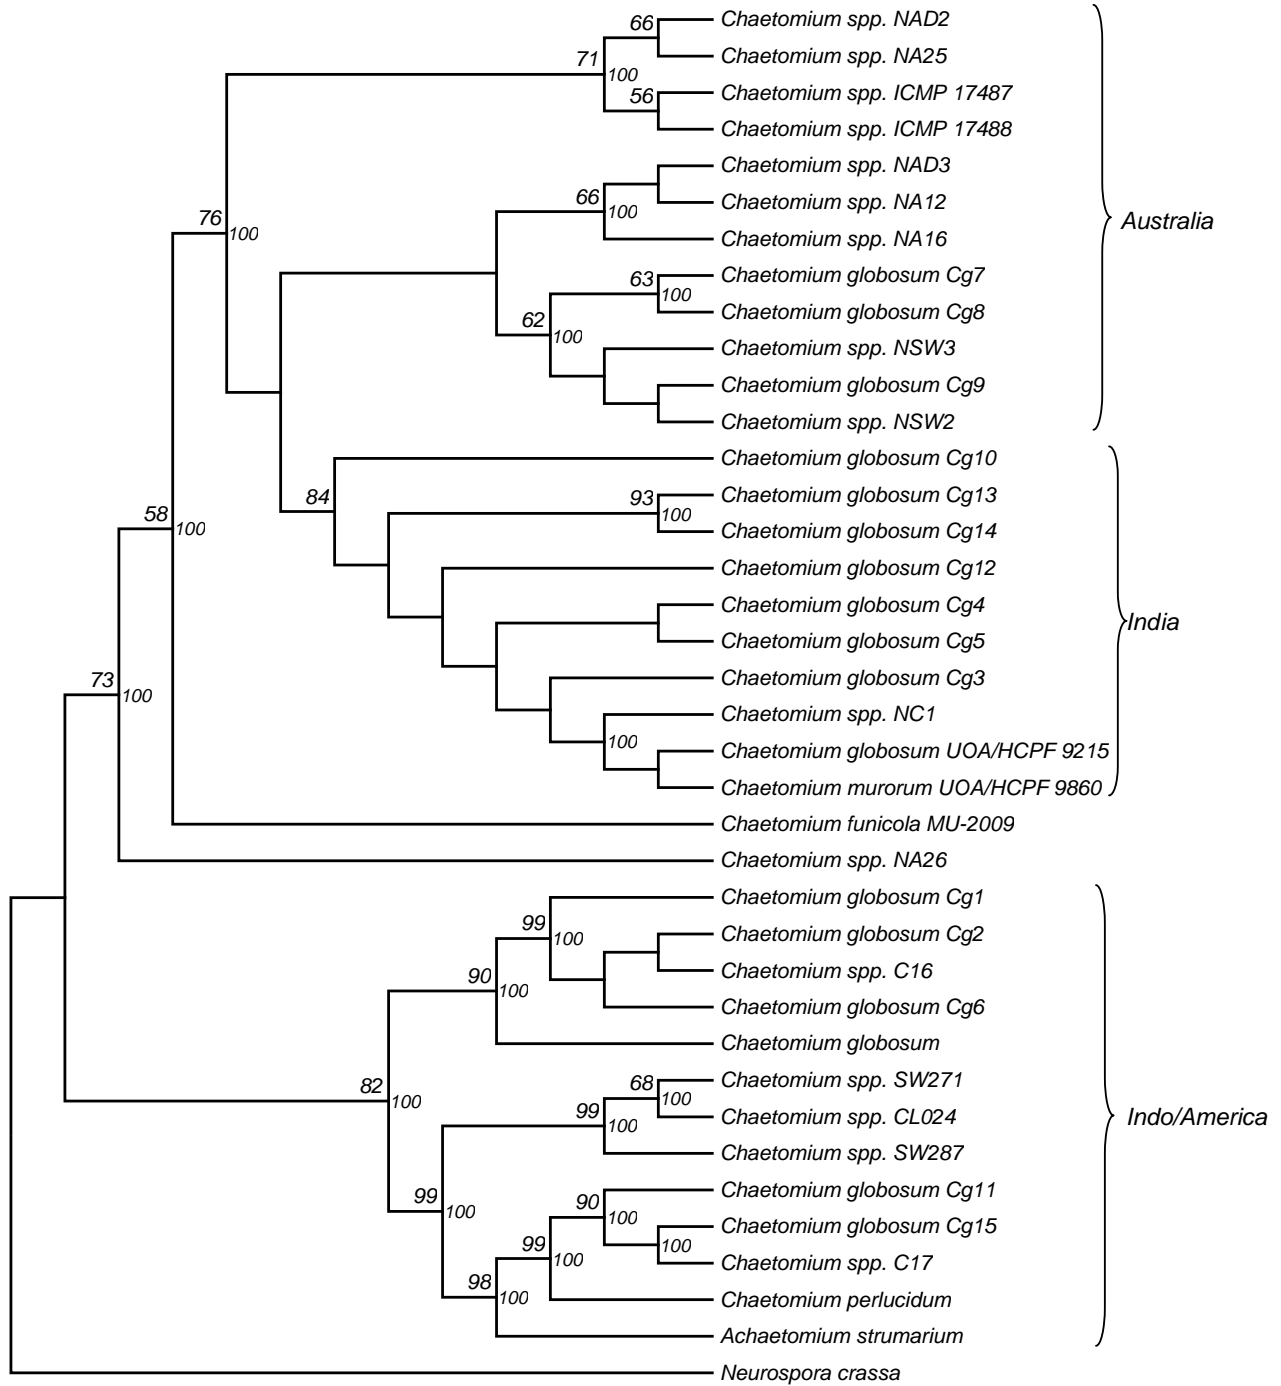 66
Chaetomium spp. NAD2
Chaetomium spp. NA25
71
100
56
Chaetomium spp. ICMP 17487
Chaetomium spp. ICMP 17488
Chaetomium spp. NAD3
66
Chaetomium spp. NA12
100
76
100
Australia
Chaetomium spp. NA16
63
Chaetomium globosum Cg7
100
Chaetomium globosum Cg8
62
100
Chaetomium spp. NSW3
Chaetomium globosum Cg9
Chaetomium spp. NSW2
Chaetomium globosum Cg10
84
93
Chaetomium globosum Cg13
100
58
100
Chaetomium globosum Cg14
Chaetomium globosum Cg12
Chaetomium globosum Cg4
India
Chaetomium globosum Cg5
73
100
Chaetomium globosum Cg3
Chaetomium spp. NC1
100
Chaetomium globosum UOA/HCPF 9215
Chaetomium murorum UOA/HCPF 9860
Chaetomium funicola MU-2009
Chaetomium spp. NA26
Chaetomium globosum Cg1
99
100
Chaetomium globosum Cg2
90
100
Chaetomium spp. C16
Chaetomium globosum Cg6
Chaetomium globosum
82
100
68
Chaetomium spp. SW271
100
99
100
Chaetomium spp. CL024
Indo/America
Chaetomium spp. SW287
99
100
Chaetomium globosum Cg11
90
100
Chaetomium globosum Cg15
100
99
100
Chaetomium spp. C17
98
100
Chaetomium perlucidum
Achaetomium strumarium
Neurospora crassa